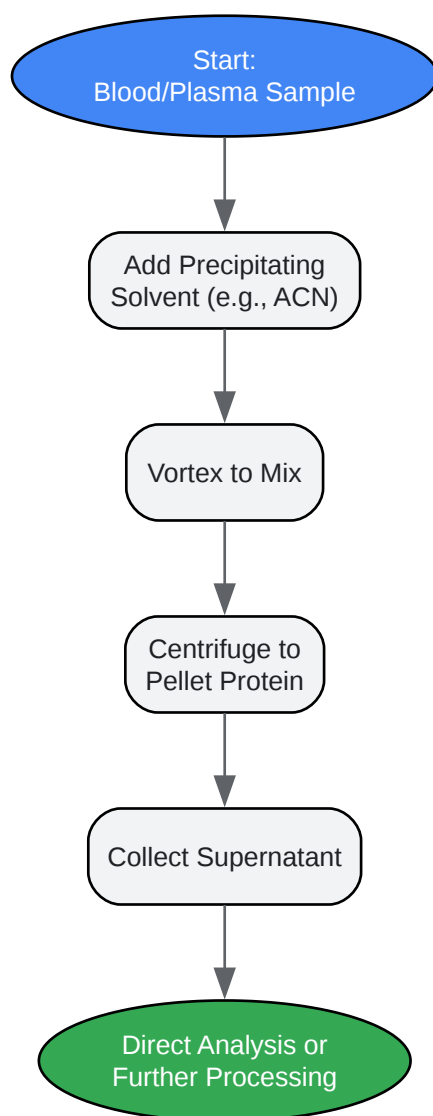 Start:
Blood/Plasma Sample
Add Precipitating
Solvent (e.g., ACN)
Vortex to Mix
Centrifuge to
Pellet Protein
Collect Supernatant
Direct Analysis or
Further Processing